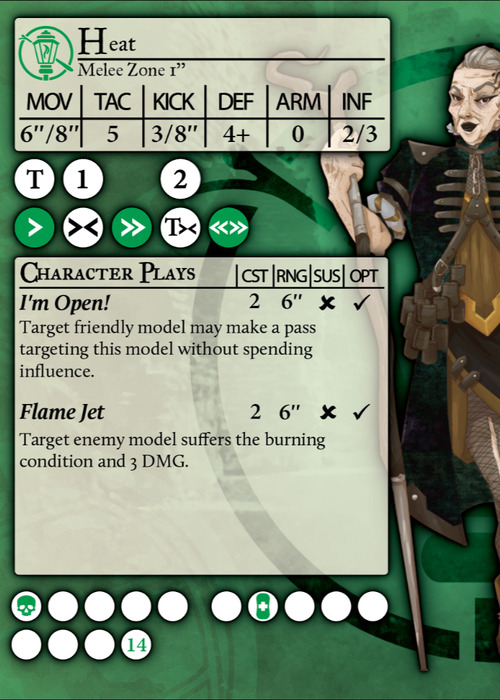 Heat
Melee Zone 1"
MOV TAC KICK DEF ARM INF
6"/8" 5 3/8" 4+ 0 2/3
T 1 2
> >< >> T>< <<>>
Character Plays CST RNG SUS OPT
I'm Open! 2 6" ✘ ✓
Target friendly model may make a pass
targeting this model without spending
influence.
Flame Jet 2 6" ✘ ✓
Target enemy model suffers the burning
condition and 3 DMG.
14